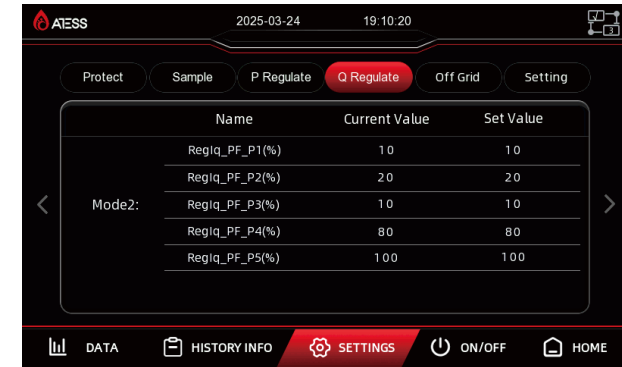 ATESS 2025-03-24 19:10:20
3
Protect Sample P Regulate Q Regulate Off Grid Setting
Name Current Value Set Value
RegIq_PF_P1(%) 10 10
RegIq_PF_P2(%) 20 20
Mode2: RegIq_PF_P3(%) 10 10
RegIq_PF_P4(%) 80 80
RegIq_PF_P5(%) 100 100
DATA HISTORY INFO SETTINGS ON/OFF HOME